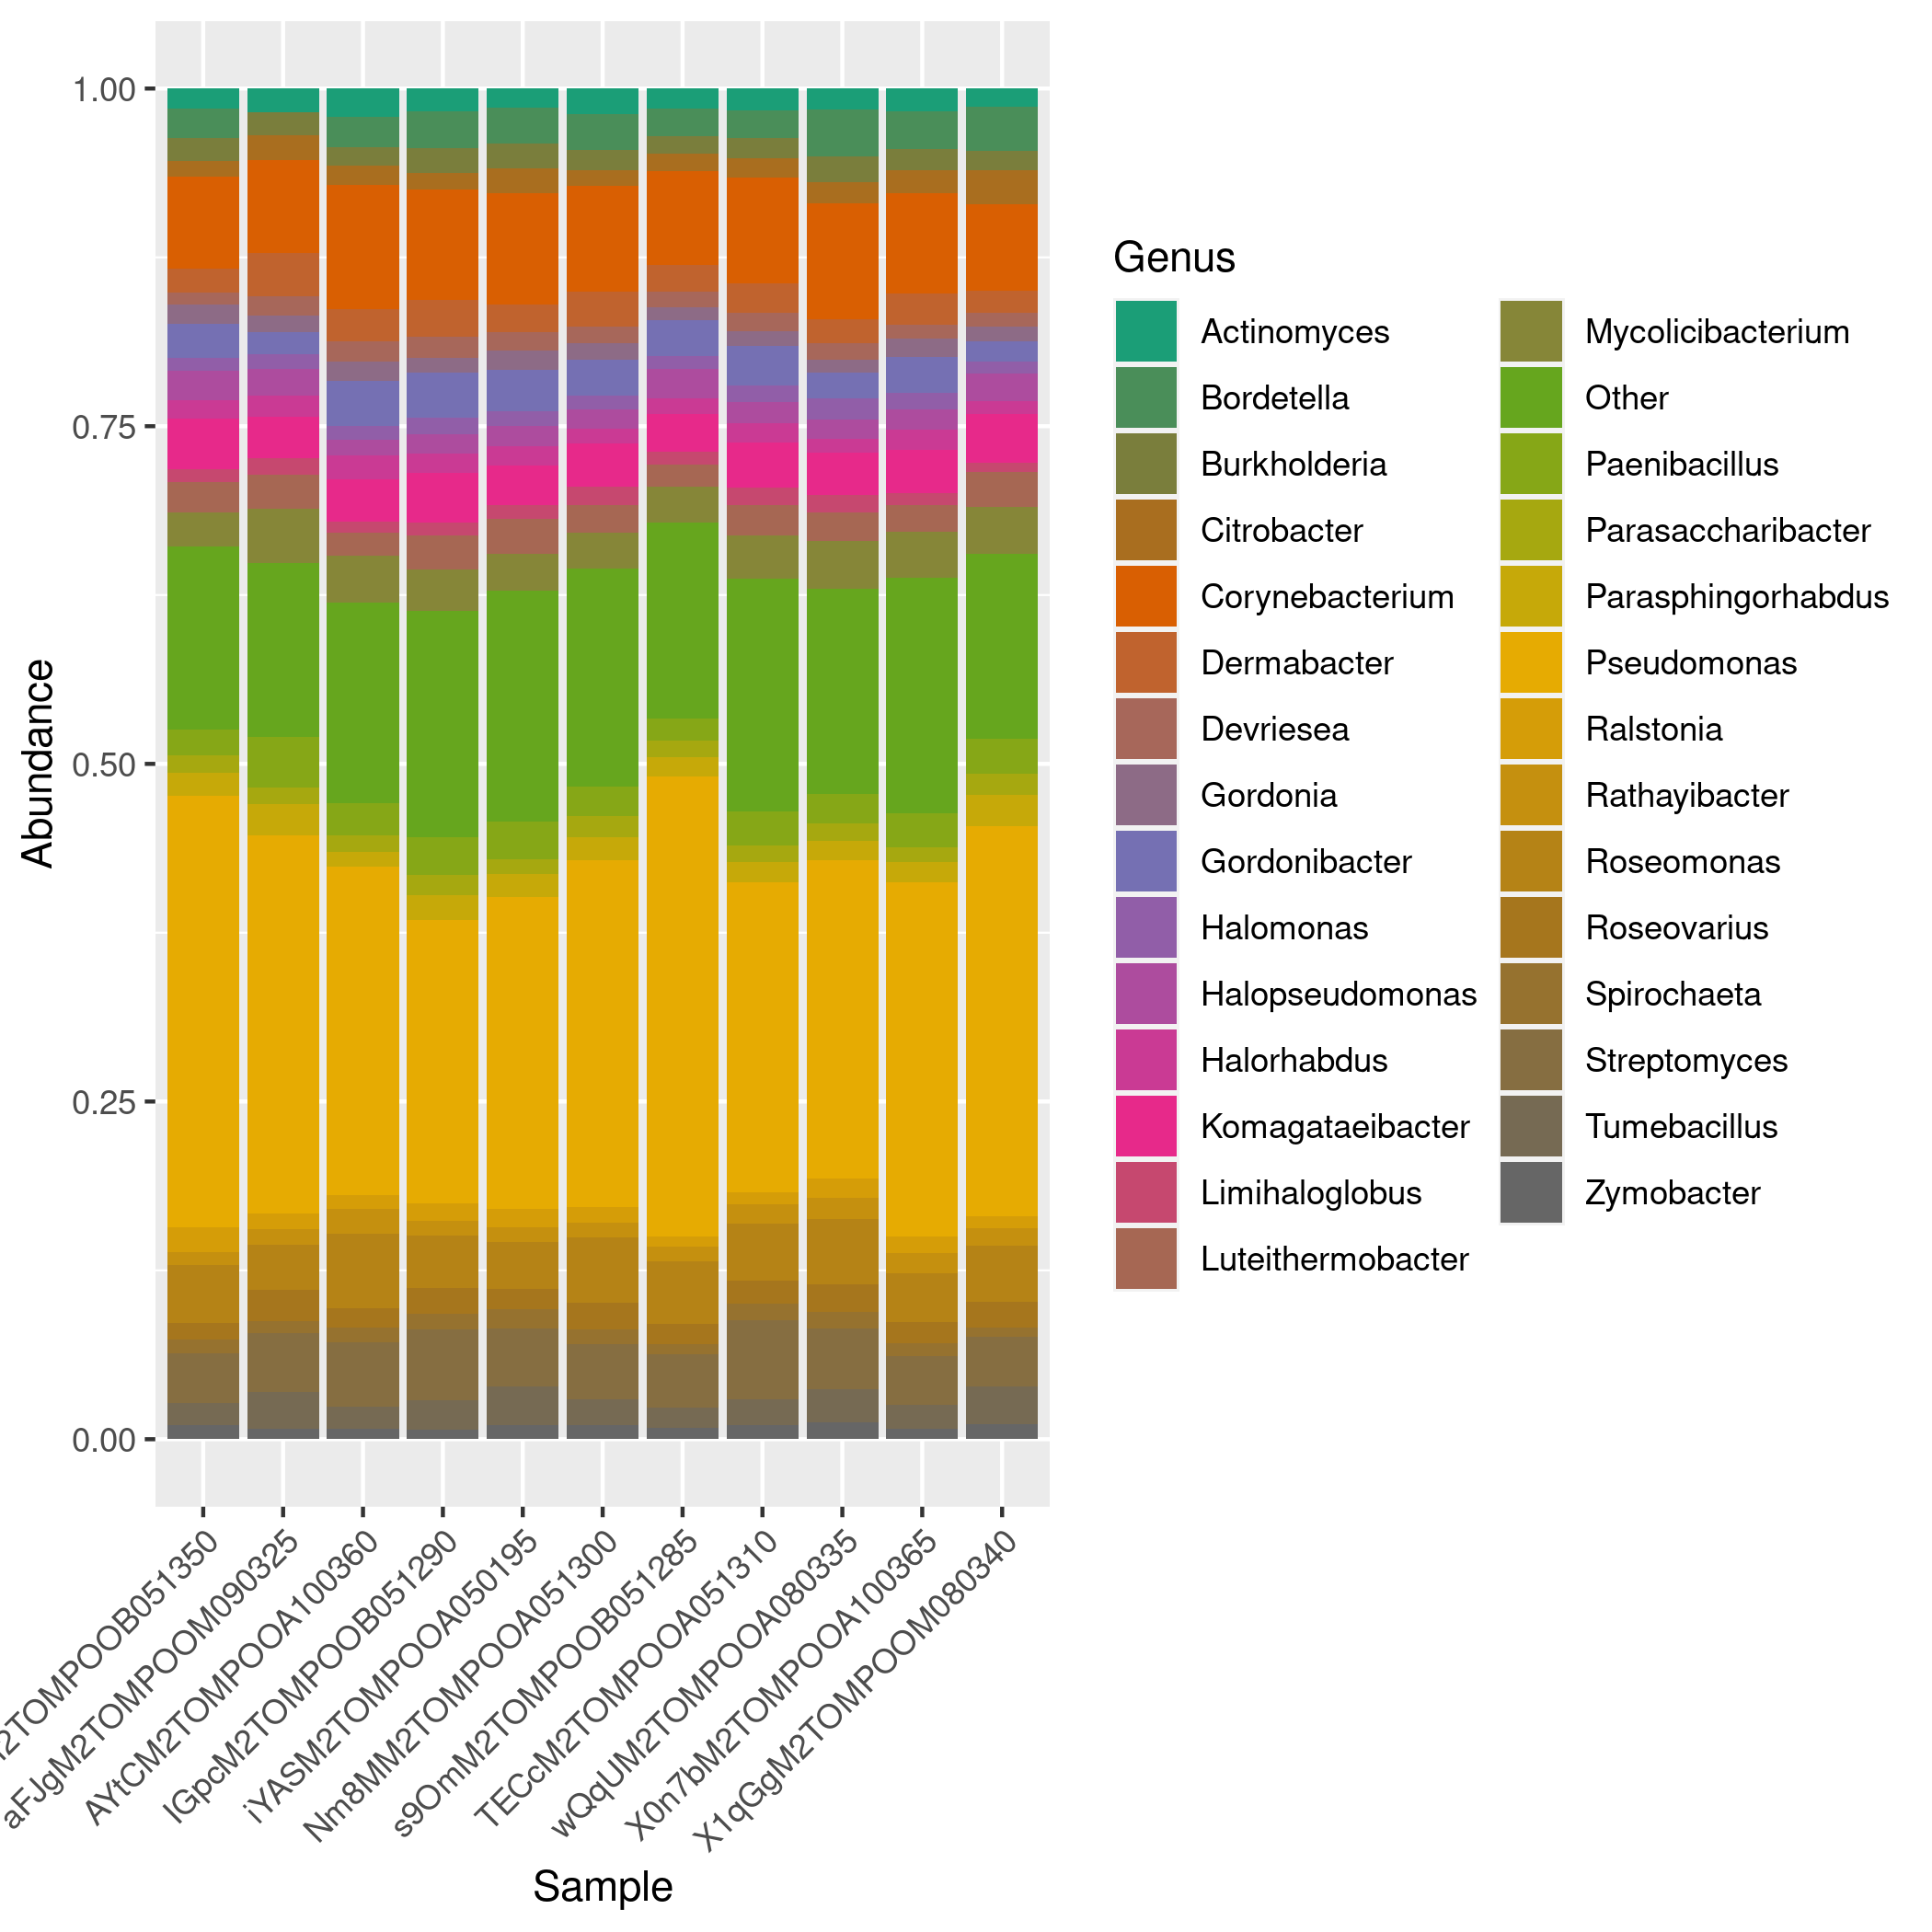 1.00
0.75
0.50
0.25
0.00
Abundance
Genus
Actinomyces
Bordetella
Burkholderia
Citrobacter
Corynebacterium
Dermabacter
Devriesea
Gordonia
Gordonibacter
Halomonas
Halopseudomonas
Halorhabdus
Komagataeibacter
Limihaloglobus
Luteithermobacter
Mycolicibacterium
Other
Paenibacillus
Parasaccharibacter
Parasphingorhabdus
Pseudomonas
Ralstonia
Rathayibacter
Roseomonas
Roseovarius
Spirochaeta
Streptomyces
Tumebacillus
Zymobacter
2TOMPOOB051350
aFJgM2TOMPOOM090325
AYtCM2TOMPOOA100360
IGpcM2TOMPOOB051290
iYASM2TOMPOOA050195
Nm8MM2TOMPOOA051300
s9OmM2TOMPOOB051285
TECcM2TOMPOOA051310
wQqUM2TOMPOOA080335
X0n7bM2TOMPOOA100365
X1qGgM2TOMPOOM080340
Sample